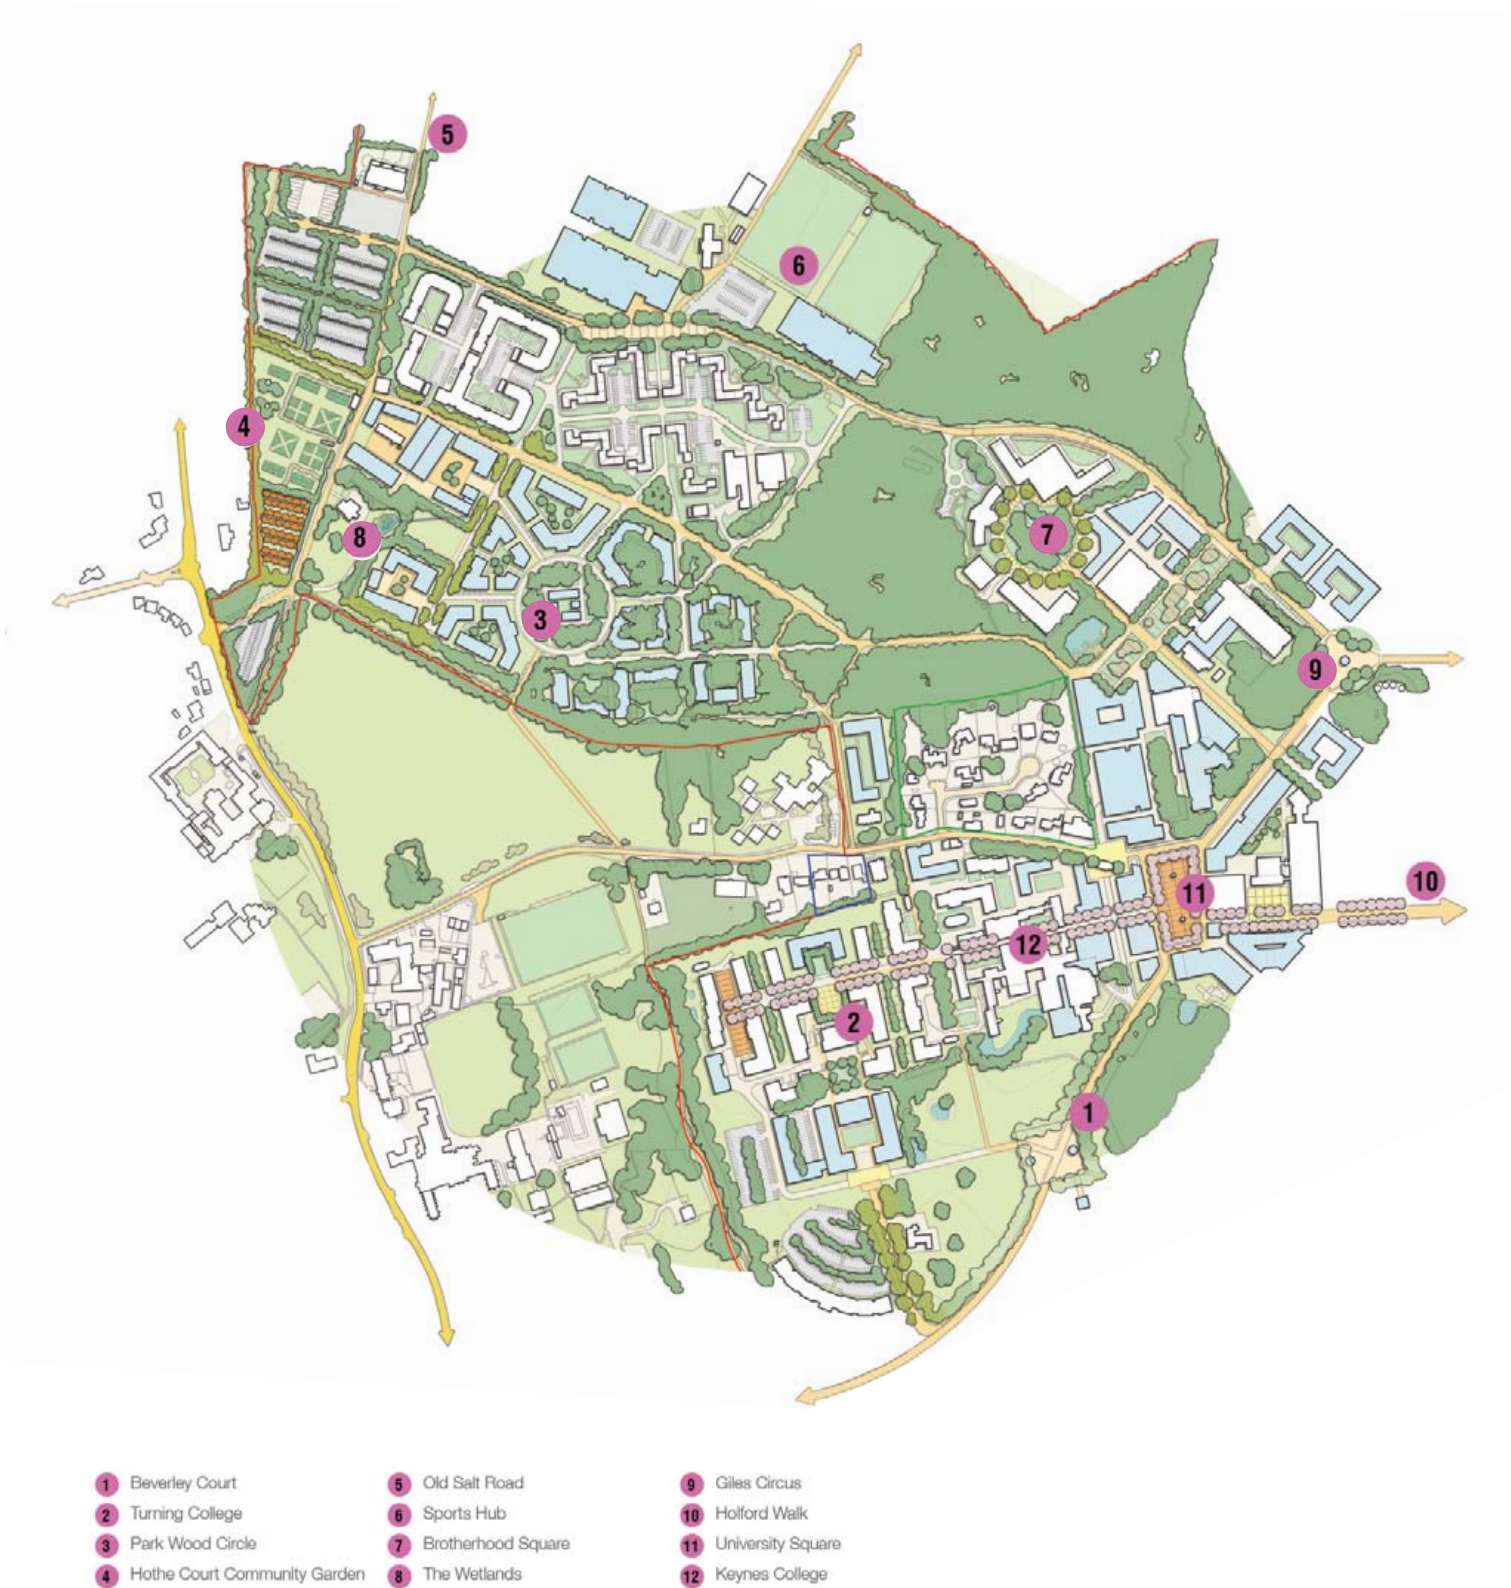 5
6
4
7
8
3
9
10
11
12
2
1
1 Beverley Court
2 Turning College
3 Park Wood Circle
4 Hothe Court Community Garden
5 Old Salt Road
6 Sports Hub
7 Brotherhood Square
8 The Wetlands
9 Giles Circus
10 Holford Walk
11 University Square
12 Keynes College